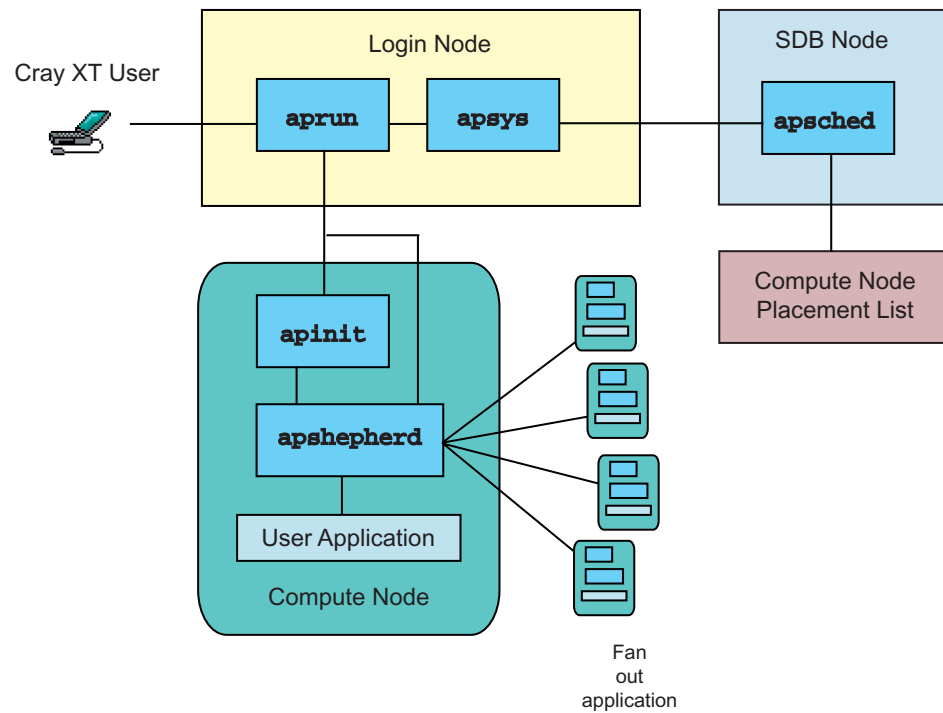 Cray XT User
Login Node
SDB Node
aprun
apsys
apsched
Compute Node
Placement List
apinit
apshepherd
User Application
Compute Node
Fan
out
application